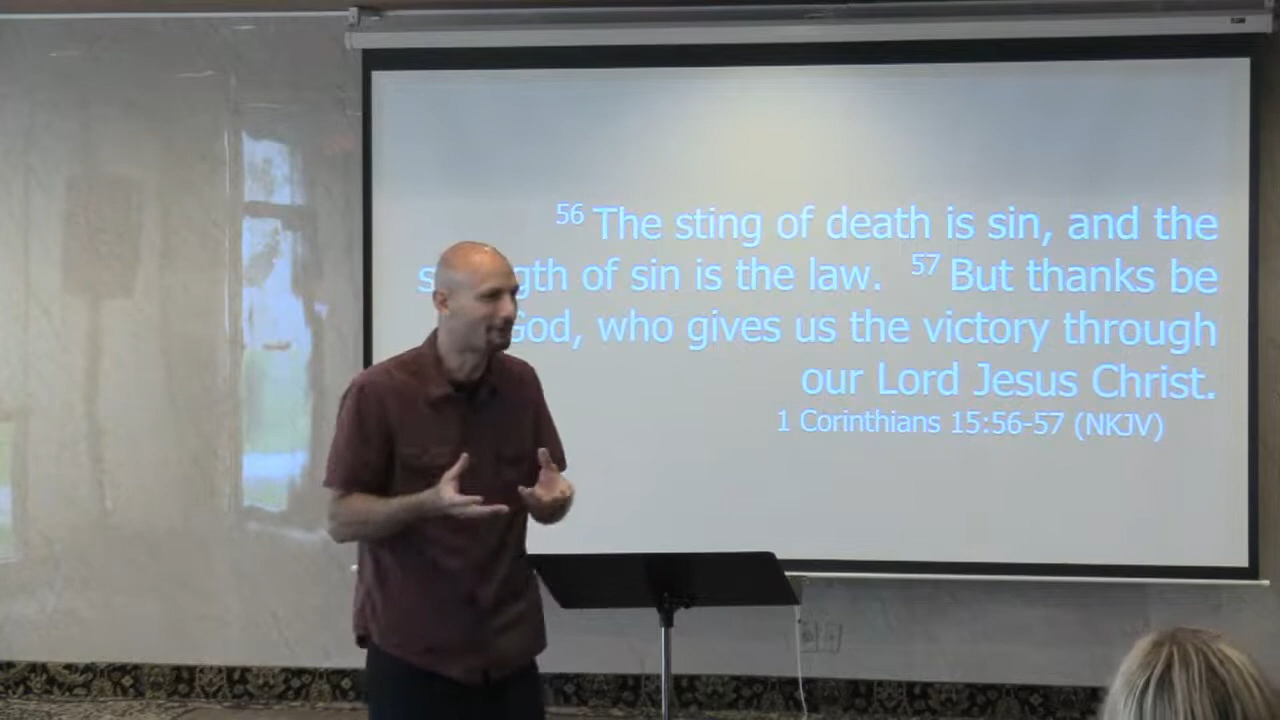 56 The sting of death is sin, and the
of sin is the law. 57 But thanks be
God, who gives us the victory through
our Lord Jesus Christ.
1 Corinthians 15:56-57 (NKJV)